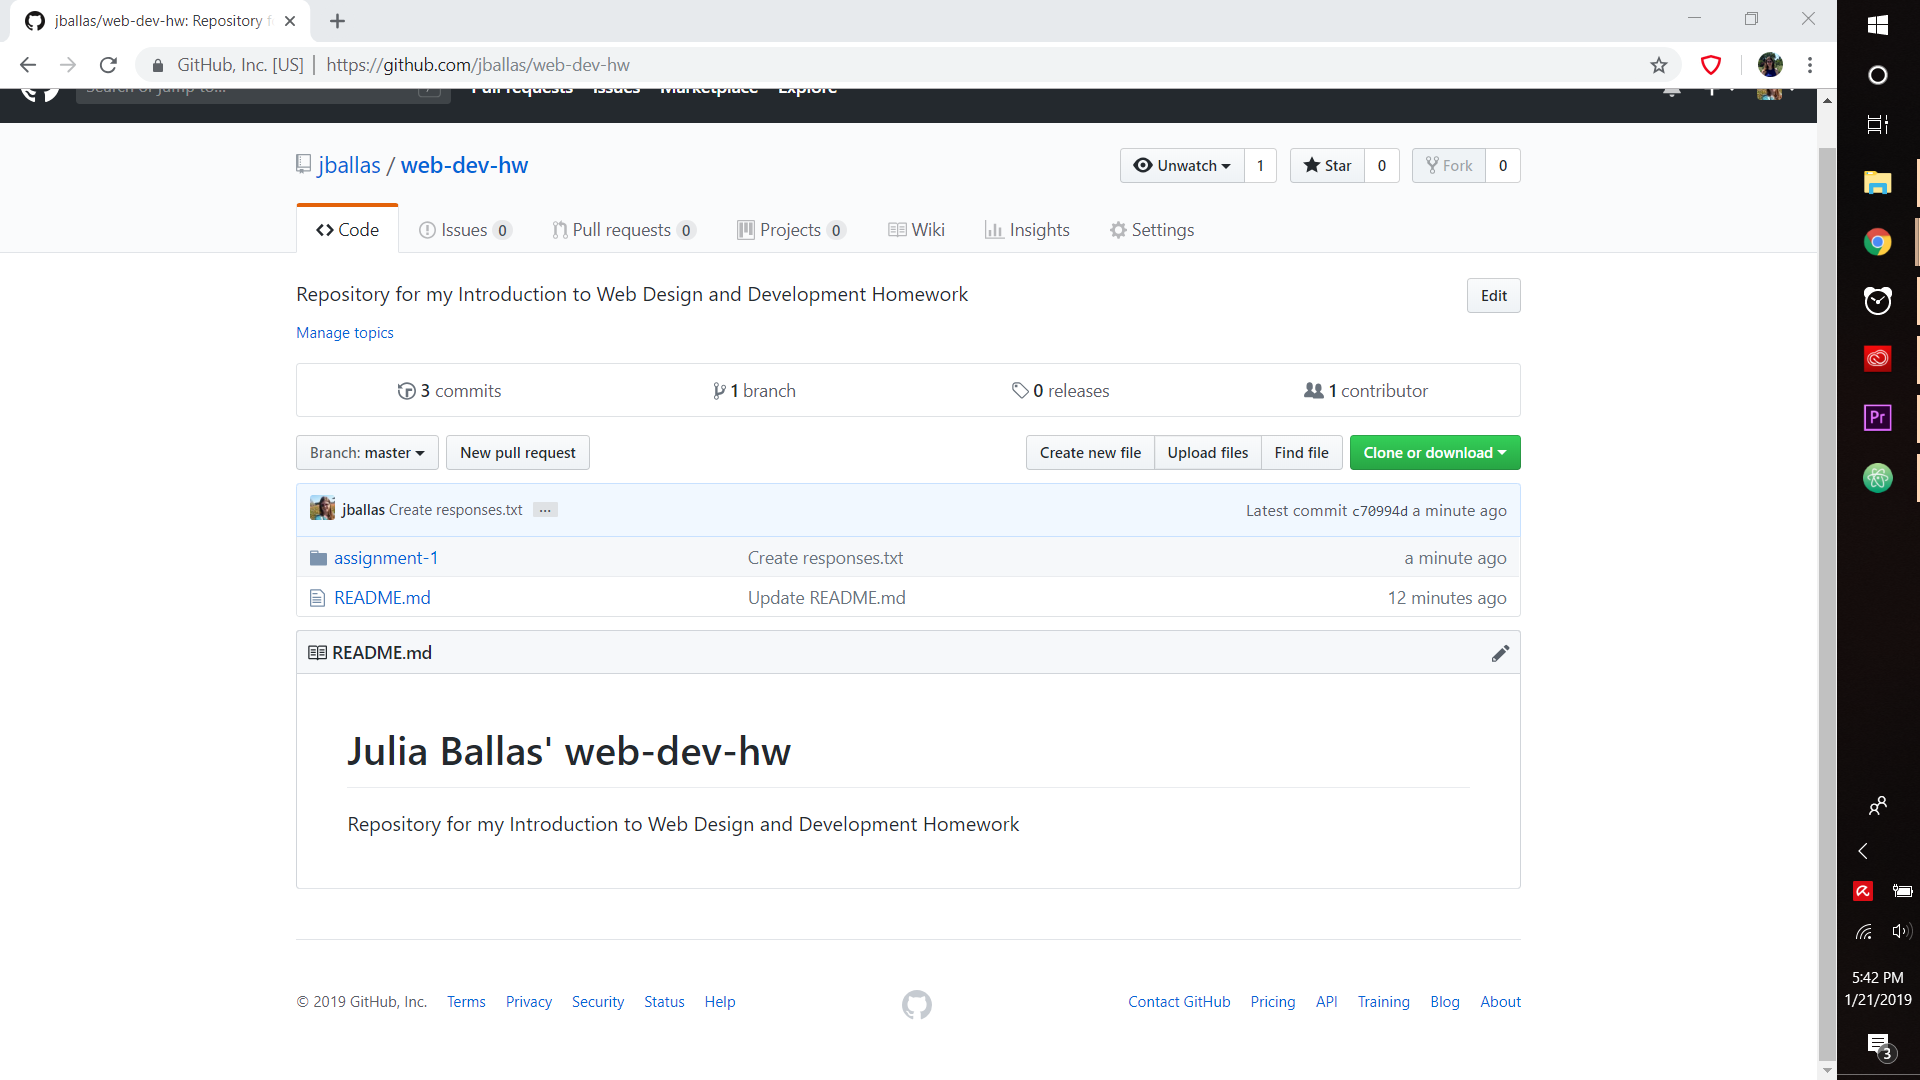 jballas/web-dev-hw: Repository f
GitHub, Inc. [US] | https://github.com/jballas/web-dev-hw
Search or jump to...
Pull requests Issues Marketplace Explore
jballas / web-dev-hw
Unwatch 1 Star 0 Fork 0
Code Issues 0 Pull requests 0 Projects 0 Wiki Insights Settings
Repository for my Introduction to Web Design and Development Homework Edit
Manage topics
3 commits 1 branch 0 releases 1 contributor
Branch: master New pull request Create new file Upload files Find file Clone or download
jballas Create responses.txt ... Latest commit c70994d a minute ago
assignment-1 Create responses.txt a minute ago
README.md Update README.md 12 minutes ago
README.md
Julia Ballas' web-dev-hw
Repository for my Introduction to Web Design and Development Homework
© 2019 GitHub, Inc. Terms Privacy Security Status Help Contact GitHub Pricing API Training Blog About
Pr
5:42 PM
1/21/2019
3